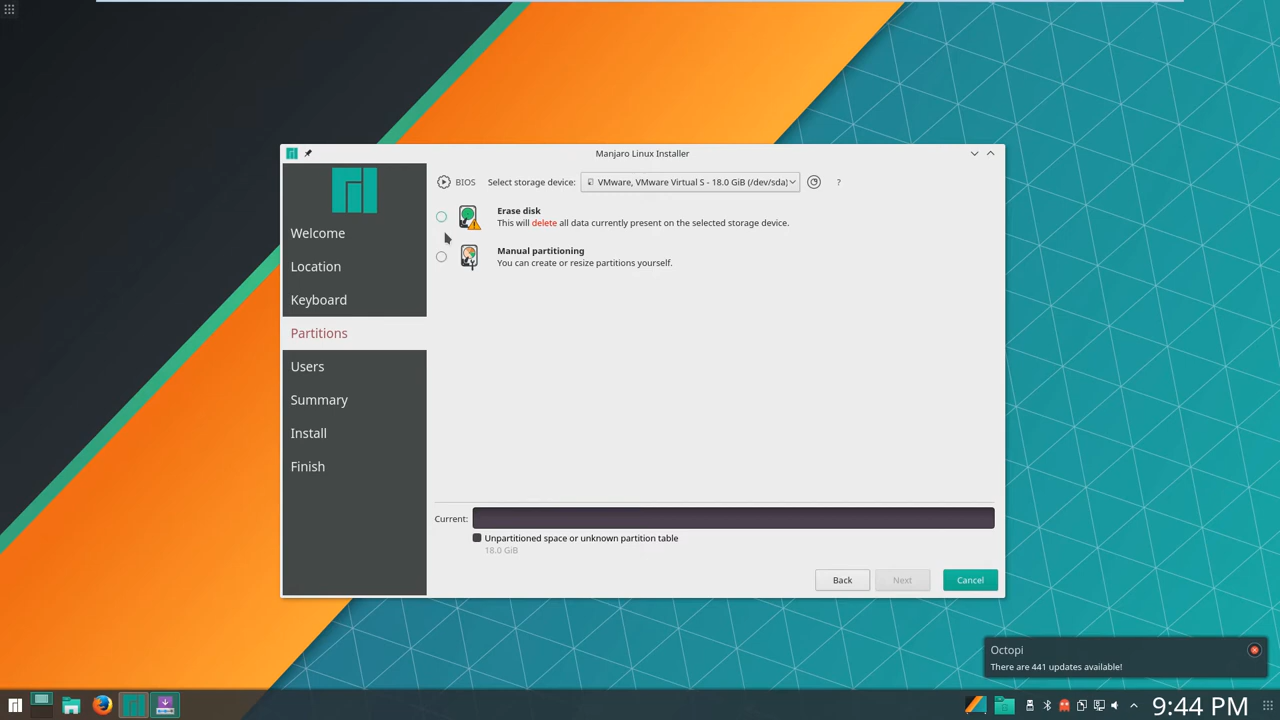 Manjaro Linux Installer
BIOS Select storage device: VMware, VMware Virtual S - 18.0 GiB (/dev/sda) ?
Erase disk
This will delete all data currently present on the selected storage device.
Manual partitioning
You can create or resize partitions yourself.
Welcome
Location
Keyboard
Partitions
Users
Summary
Install
Finish
Current:
Unpartitioned space or unknown partition table
18.0 GiB
Back Next Cancel
Octopi
There are 441 updates available!
9:44 PM